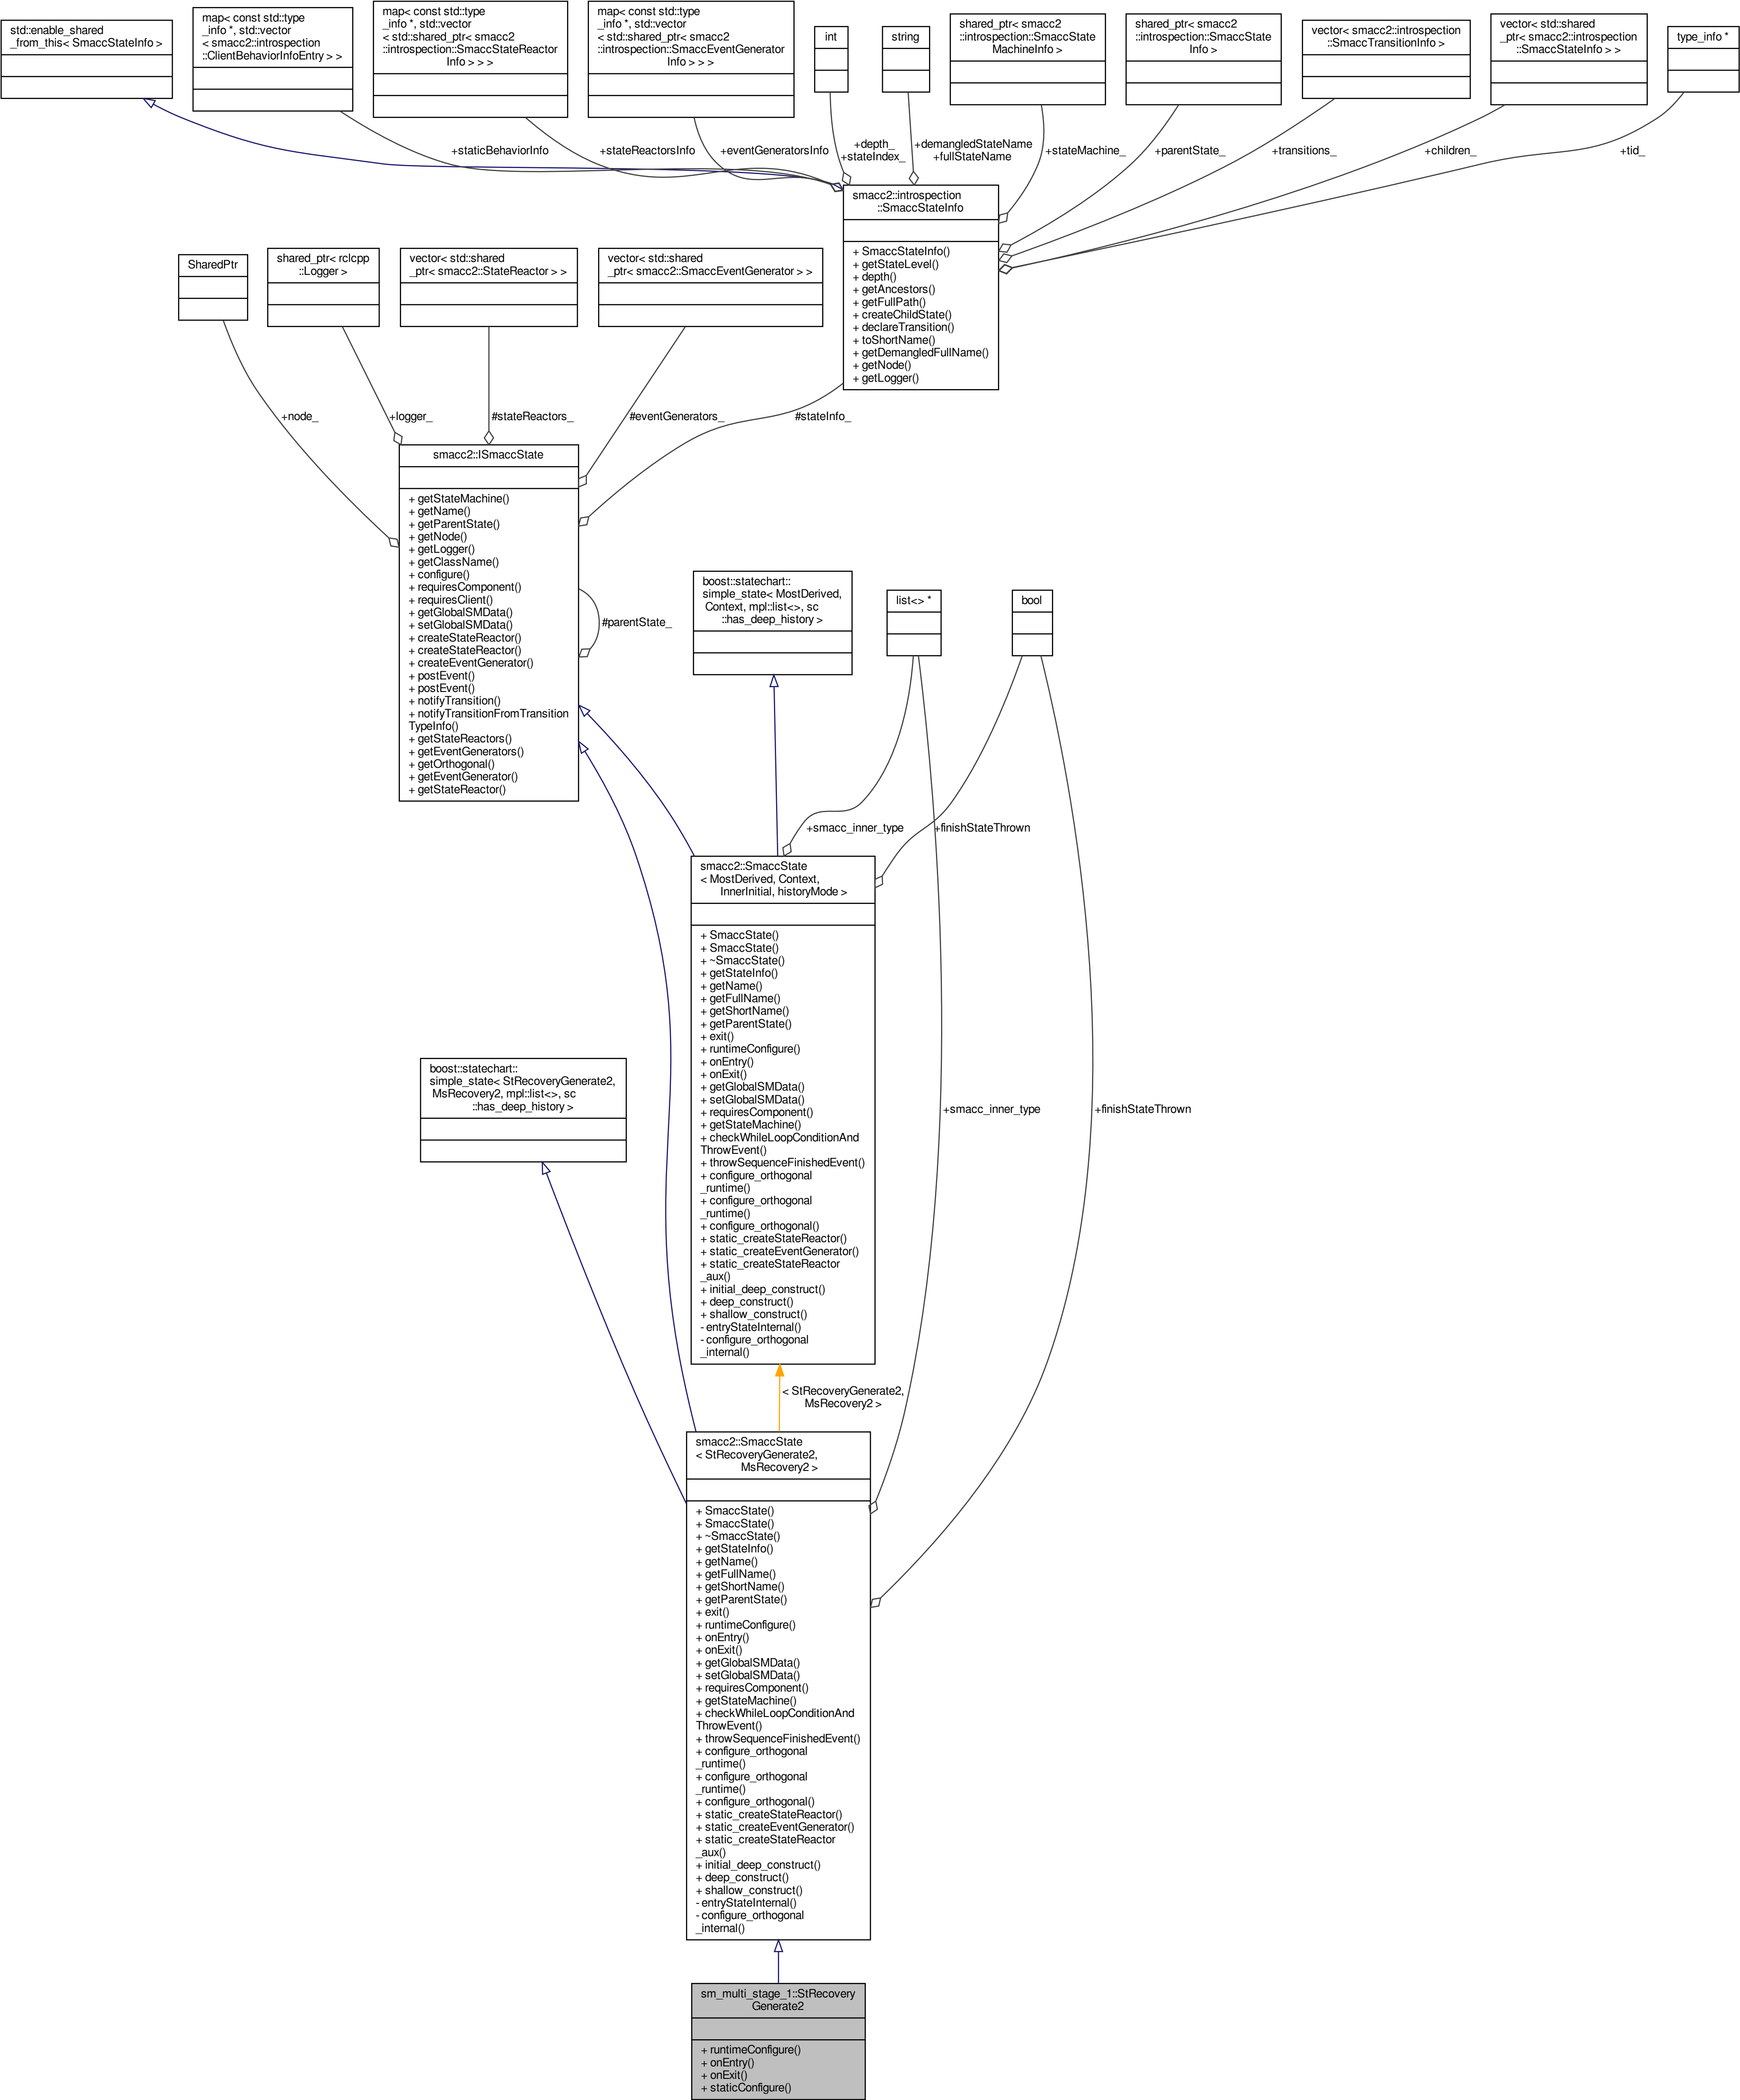 std::enable_shared
_from_this< SmaccStateInfo >
map< const std::type
_info *, std::vector
< smacc2::introspection
::ClientBehaviorInfoEntry > >
map< const std::type
_info *, std::vector
< std::shared_ptr< smacc2
::introspection::SmaccStateReactor
Info > > >
map< const std::type
_info *, std::vector
< std::shared_ptr< smacc2
::introspection::SmaccEventGenerator
Info > > >
int
string
shared_ptr< smacc2
::introspection::SmaccState
MachineInfo >
shared_ptr< smacc2
::introspection::SmaccState
Info >
vector< smacc2::introspection
::SmaccTransitionInfo >
vector< std::shared
_ptr< smacc2::introspection
::SmaccStateInfo > >
type_info *
+staticBehaviorInfo
+stateReactorsInfo
+eventGeneratorsInfo
+depth_
+stateIndex_
+demangledStateName
+fullStateName
+stateMachine_
+parentState_
+transitions_
+children_
+tid_
smacc2::introspection
::SmaccStateInfo
+ SmaccStateInfo()
+ getStateLevel()
+ depth()
+ getAncestors()
+ getFullPath()
+ createChildState()
+ declareTransition()
+ toShortName()
+ getDemangledFullName()
+ getNode()
+ getLogger()
SharedPtr
shared_ptr< rclcpp
::Logger >
vector< std::shared
_ptr< smacc2::StateReactor > >
vector< std::shared
_ptr< smacc2::SmaccEventGenerator > >
+node_
+logger_
#stateReactors_
#eventGenerators_
#stateInfo_
smacc2::ISmaccState
+ getStateMachine()
+ getName()
+ getParentState()
+ getNode()
+ getLogger()
+ getClassName()
+ configure()
+ requiresComponent()
+ requiresClient()
+ getGlobalSMData()
+ setGlobalSMData()
+ createStateReactor()
+ createStateReactor()
+ createEventGenerator()
+ postEvent()
+ postEvent()
+ notifyTransition()
+ notifyTransitionFromTransition
TypeInfo()
+ getStateReactors()
+ getEventGenerators()
+ getOrthogonal()
+ getEventGenerator()
+ getStateReactor()
#parentState_
boost::statechart::
simple_state< MostDerived,
Context, mpl::list<>, sc
::has_deep_history >
list<> *
bool
+smacc_inner_type
+finishStateThrown
smacc2::SmaccState
< MostDerived, Context,
InnerInitial, historyMode >
+ SmaccState()
+ SmaccState()
+ ~SmaccState()
+ getStateInfo()
+ getName()
+ getFullName()
+ getShortName()
+ getParentState()
+ exit()
+ runtimeConfigure()
+ onEntry()
+ onExit()
+ getGlobalSMData()
+ setGlobalSMData()
+ requiresComponent()
+ getStateMachine()
+ checkWhileLoopConditionAnd
ThrowEvent()
+ throwSequenceFinishedEvent()
+ configure_orthogonal
_runtime()
+ configure_orthogonal
_runtime()
+ configure_orthogonal()
+ static_createStateReactor()
+ static_createEventGenerator()
+ static_createStateReactor
_aux()
+ initial_deep_construct()
+ deep_construct()
+ shallow_construct()
- entryStateInternal()
- configure_orthogonal
_internal()
boost::statechart::
simple_state< StRecoveryGenerate2,
MsRecovery2, mpl::list<>, sc
::has_deep_history >
+smacc_inner_type
+finishStateThrown
< StRecoveryGenerate2,
MsRecovery2 >
smacc2::SmaccState
< StRecoveryGenerate2,
MsRecovery2 >
+ SmaccState()
+ SmaccState()
+ ~SmaccState()
+ getStateInfo()
+ getName()
+ getFullName()
+ getShortName()
+ getParentState()
+ exit()
+ runtimeConfigure()
+ onEntry()
+ onExit()
+ getGlobalSMData()
+ setGlobalSMData()
+ requiresComponent()
+ getStateMachine()
+ checkWhileLoopConditionAnd
ThrowEvent()
+ throwSequenceFinishedEvent()
+ configure_orthogonal
_runtime()
+ configure_orthogonal
_runtime()
+ configure_orthogonal()
+ static_createStateReactor()
+ static_createEventGenerator()
+ static_createStateReactor
_aux()
+ initial_deep_construct()
+ deep_construct()
+ shallow_construct()
- entryStateInternal()
- configure_orthogonal
_internal()
sm_multi_stage_1::StRecovery
Generate2
+ runtimeConfigure()
+ onEntry()
+ onExit()
+ staticConfigure()